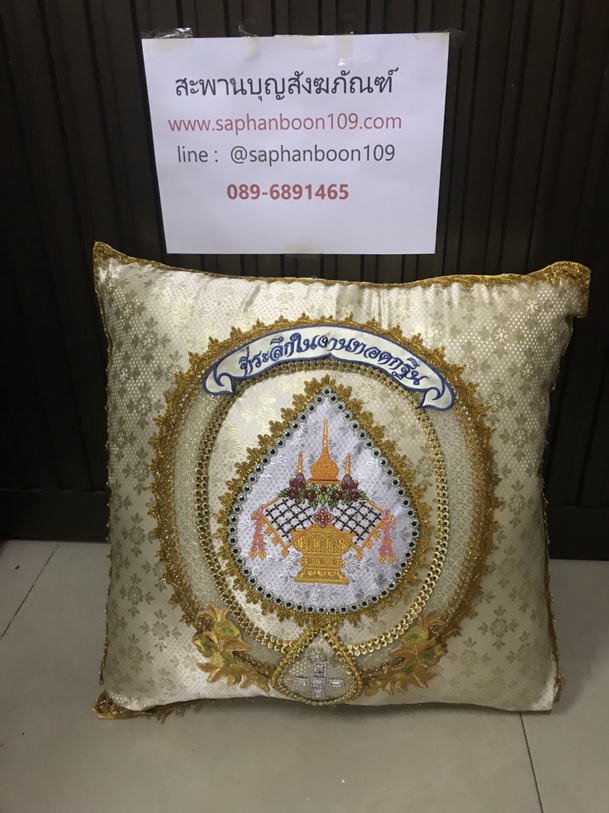 สะพานบุญสังฆภัณฑ์
www.saphanboon109.com
line : @saphanboon109
089-6891465
ที่ระลึกในงานทอดกฐิน